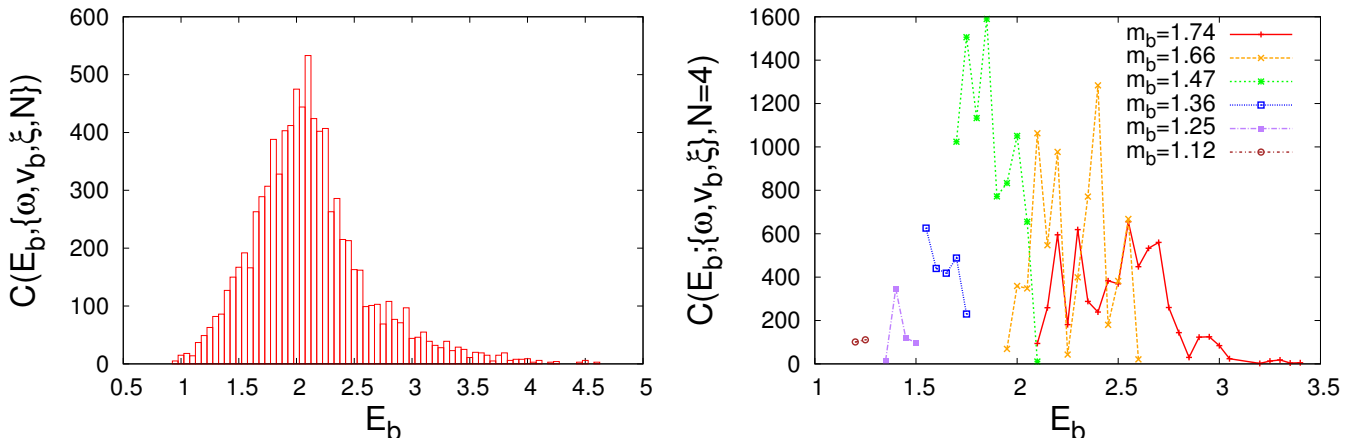 C(E_b,{ω,v_b,ξ,N})
600
500
400
300
200
100
0
0.5 1 1.5 2 2.5 3 3.5 4 4.5 5
E_b
C(E_b;{ω,v_b,ξ},N=4)
1600
1400
1200
1000
800
600
400
200
0
1 1.5 2 2.5 3 3.5
E_b
m_b=1.74
m_b=1.66
m_b=1.47
m_b=1.36
m_b=1.25
m_b=1.12